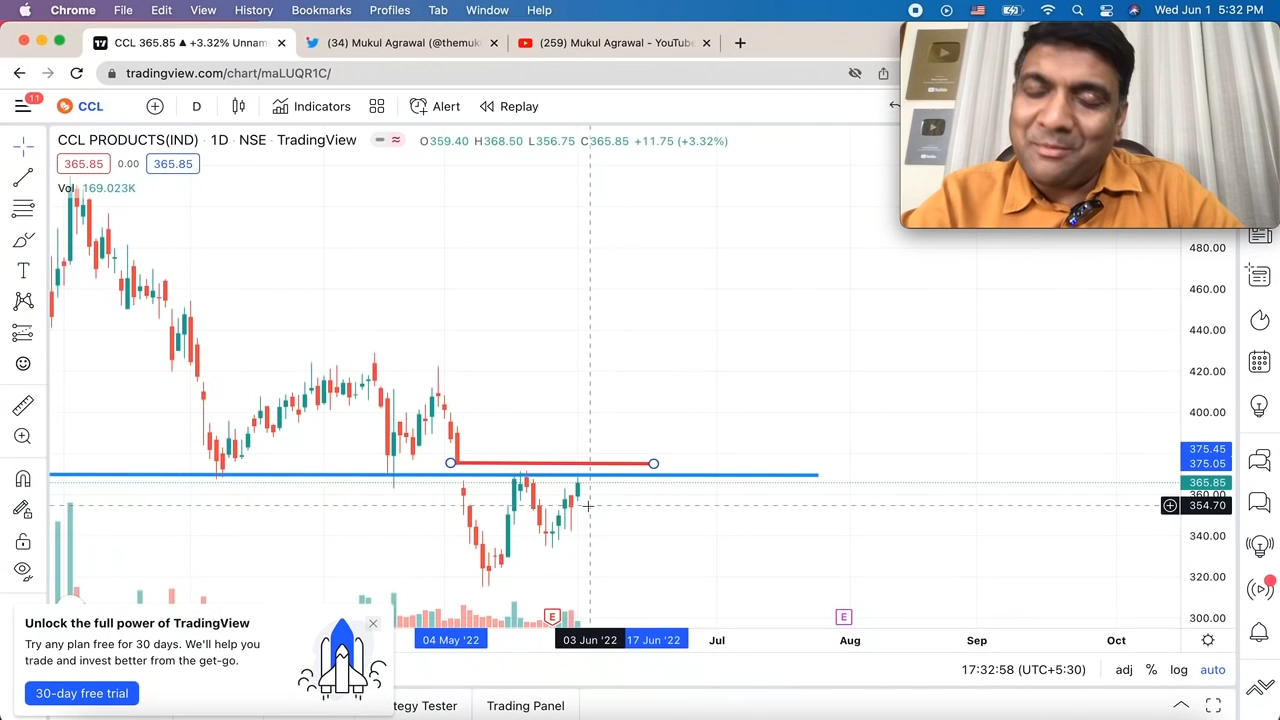 Chrome File Edit View History Bookmarks Profiles Tab Window Help Wed Jun 1 5:32 PM
CCL 365.85 ▲ +3.32% Unnam
(34) Mukul Agrawal (@themuk
(259) Mukul Agrawal - YouTube
tradingview.com/chart/maLUQR1C/
11
CCL D Indicators Alert Replay
CCL PRODUCTS(IND) · 1D · NSE · TradingView O359.40 H368.50 L356.75 C365.85 +11.75 (+3.32%)
365.85 0.00 365.85
Vol 169.023K
480.00
460.00
440.00
420.00
400.00
375.45
375.05
365.85
360.00
354.70
340.00
320.00
300.00
E E
04 May '22 03 Jun '22 17 Jun '22 Jul Aug Sep Oct
Unlock the full power of TradingView
Try any plan free for 30 days. We'll help you
trade and invest better from the get-go.
30-day free trial
17:32:58 (UTC+5:30) adj % log auto
tegy Tester Trading Panel